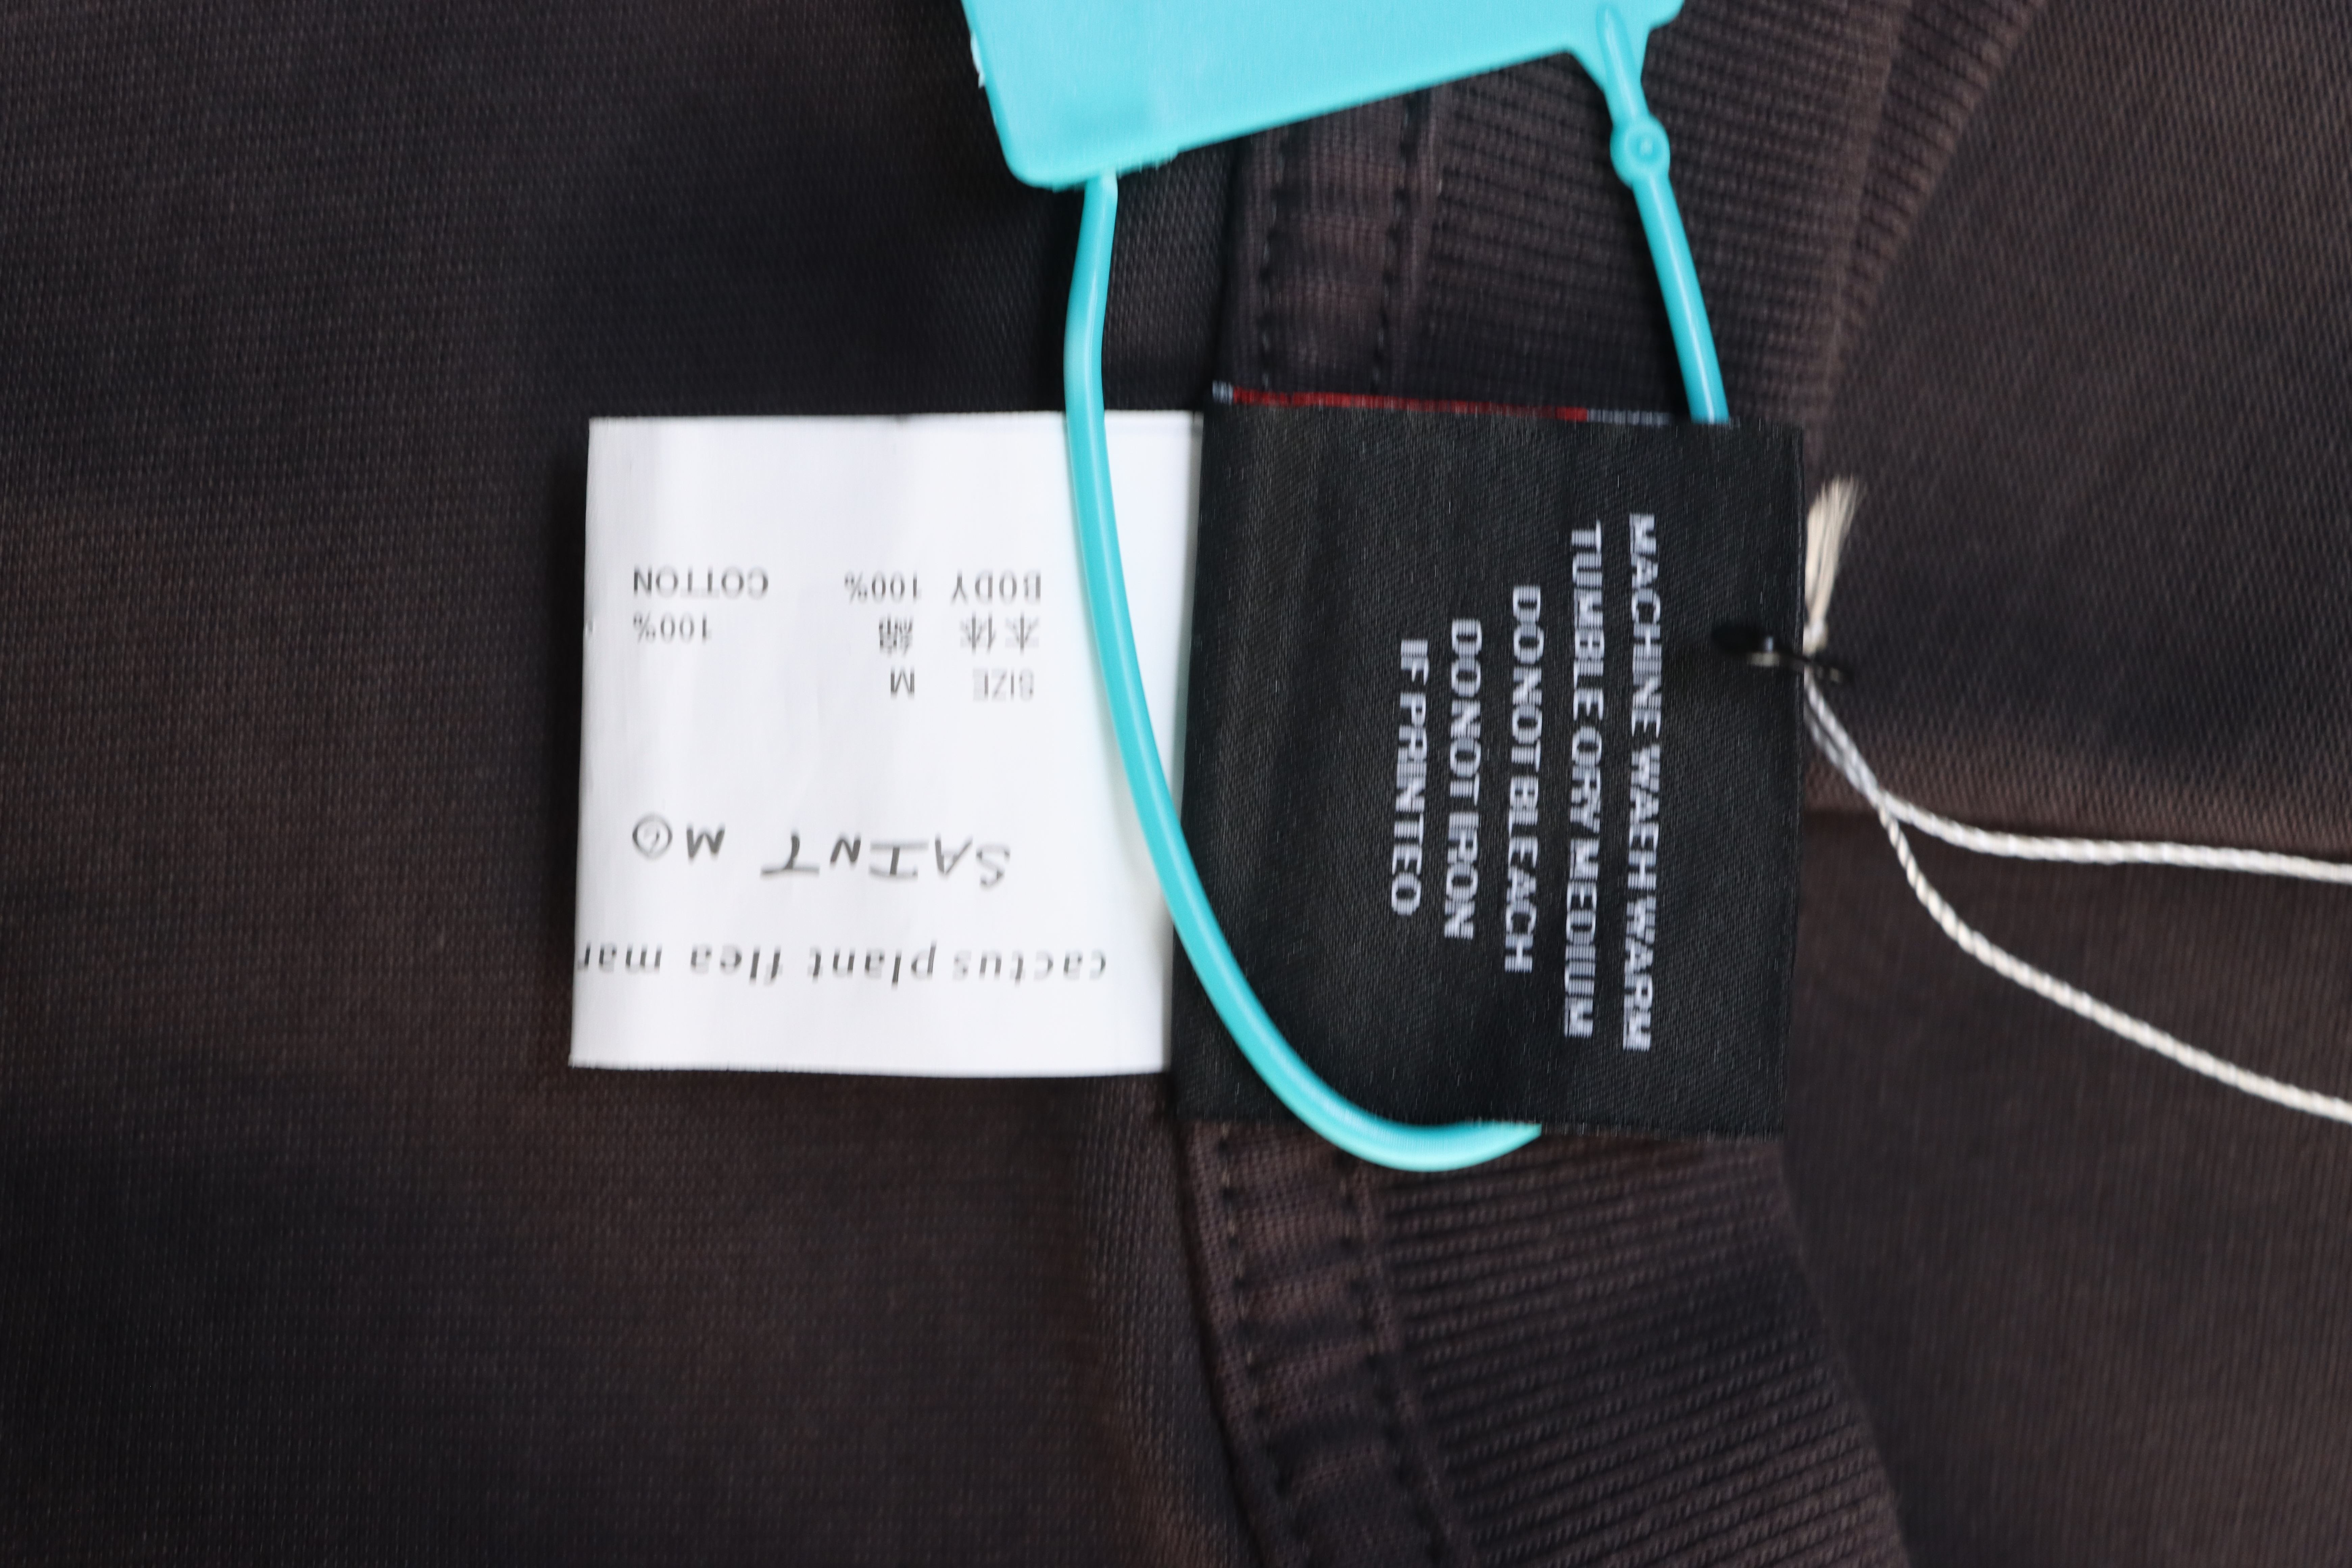 cactus plant flea mar
SAINT M
SIZE M
本体 綿 100%
BODY 100% COTTON
MACHINE WAEH WARM
TUMBLE ORY MEDIUM
DO NOT BLEACH
DO NOT IRON
IF PRINTEO